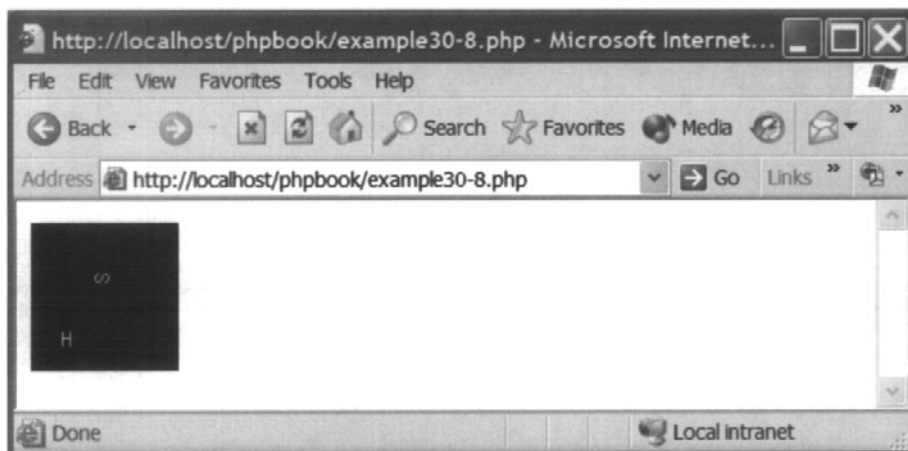 http://localhost/phpbook/example30-8.php - Microsoft Internet...
File Edit View Favorites Tools Help
Back Search Favorites Media »
Address http://localhost/phpbook/example30-8.php Go Links »
S
H
Done Local intranet